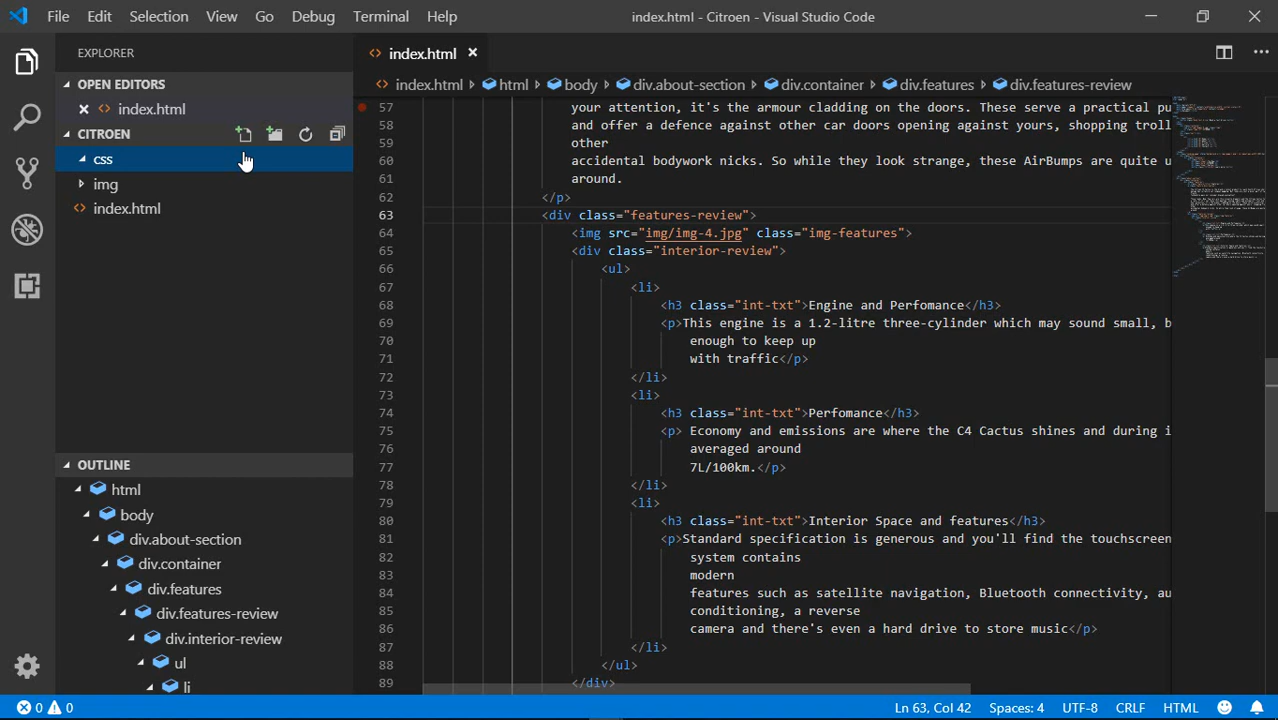 File Edit Selection View Go Debug Terminal Help
index.html - Citroen - Visual Studio Code
EXPLORER
OPEN EDITORS
index.html
CITROEN
css
img
index.html
OUTLINE
html
body
div.about-section
div.container
div.features
div.features-review
div.interior-review
ul
li
index.html
index.html html body div.about-section div.container div.features div.features-review
57 your attention, it's the armour cladding on the doors. These serve a practical pu
58 and offer a defence against other car doors opening against yours, shopping troll
59 other
60 accidental bodywork nicks. So while they look strange, these AirBumps are quite u
61 around.
62 </p>
63 <div class="features-review">
64 <img src="img/img-4.jpg" class="img-features">
65 <div class="interior-review">
66 <ul>
67 <li>
68 <h3 class="int-txt">Engine and Perfomance</h3>
69 <p>This engine is a 1.2-litre three-cylinder which may sound small, b
70 enough to keep up
71 with traffic</p>
72 </li>
73 <li>
74 <h3 class="int-txt">Perfomance</h3>
75 <p> Economy and emissions are where the C4 Cactus shines and during i
76 averaged around
77 7L/100km.</p>
78 </li>
79 <li>
80 <h3 class="int-txt">Interior Space and features</h3>
81 <p>Standard specification is generous and you'll find the touchscreen
82 system contains
83 modern
84 features such as satellite navigation, Bluetooth connectivity, au
85 conditioning, a reverse
86 camera and there's even a hard drive to store music</p>
87 </li>
88 </ul>
89 </div>
0 0 Ln 63, Col 42 Spaces: 4 UTF-8 CRLF HTML